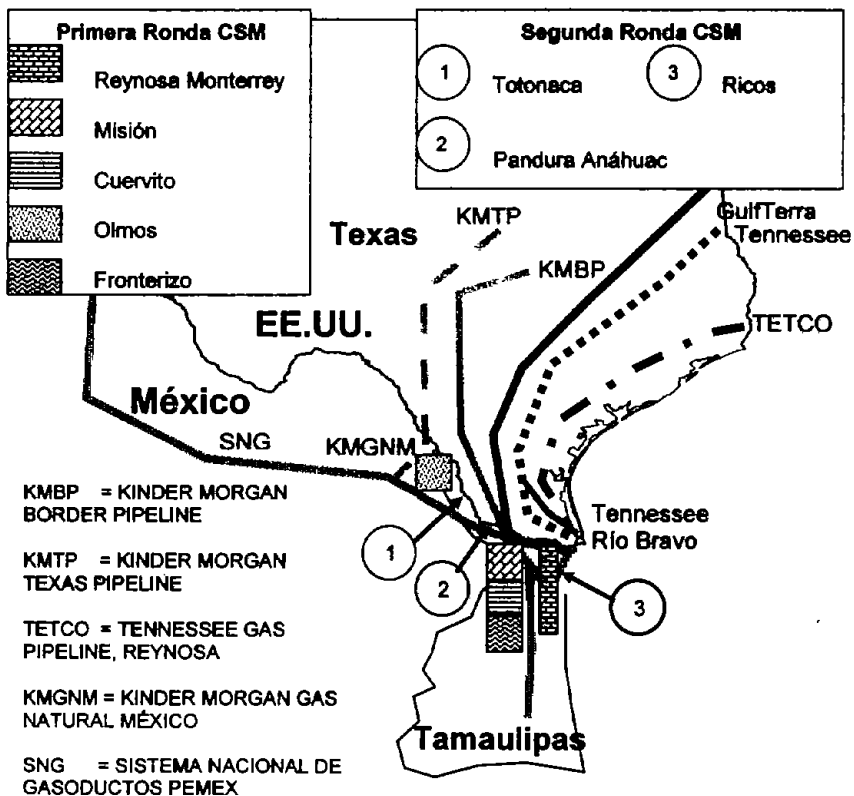 Primera Ronda CSM
Reynosa Monterrey
Misión
Cuervito
Olmos
Fronterizo
Segunda Ronda CSM
1 Totonaca
3 Ricos
2 Pandura Anáhuac
KMTP
Texas
KMBP
GulfTerra
Tennessee
TETCO
EE.UU.
México
SNG
KMGNM
KMBP = KINDER MORGAN
BORDER PIPELINE
KMTP = KINDER MORGAN
TEXAS PIPELINE
TETCO = TENNESSEE GAS
PIPELINE, REYNOSA
KMGNM = KINDER MORGAN GAS
NATURAL MÉXICO
SNG = SISTEMA NACIONAL DE
GASODUCTOS PEMEX
1
2
3
Tennessee
Río Bravo
Tamaulipas